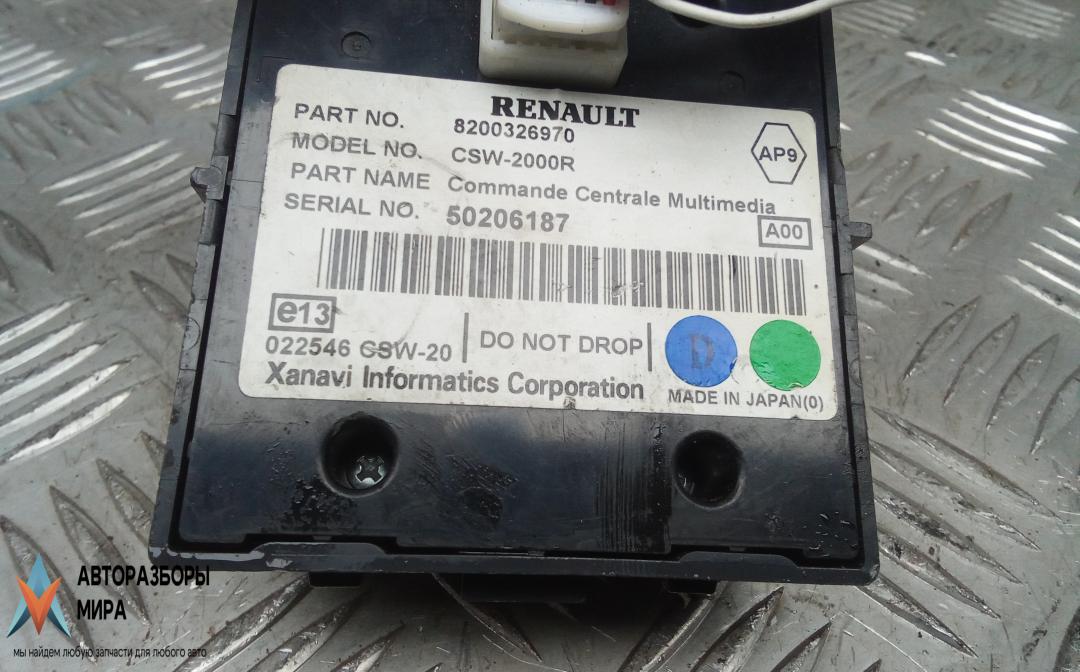 RENAULT
PART NO. 8200326970
MODEL NO. CSW-2000R
PART NAME Commande Centrale Multimedia
SERIAL NO. 50206187
AP9
A00
e13
022546 CSW-20
DO NOT DROP
D
Xanavi Informatics Corporation
MADE IN JAPAN(0)
АВТОРАЗБОРЫ
МИРА
мы найдем любую запчасти для любого авто